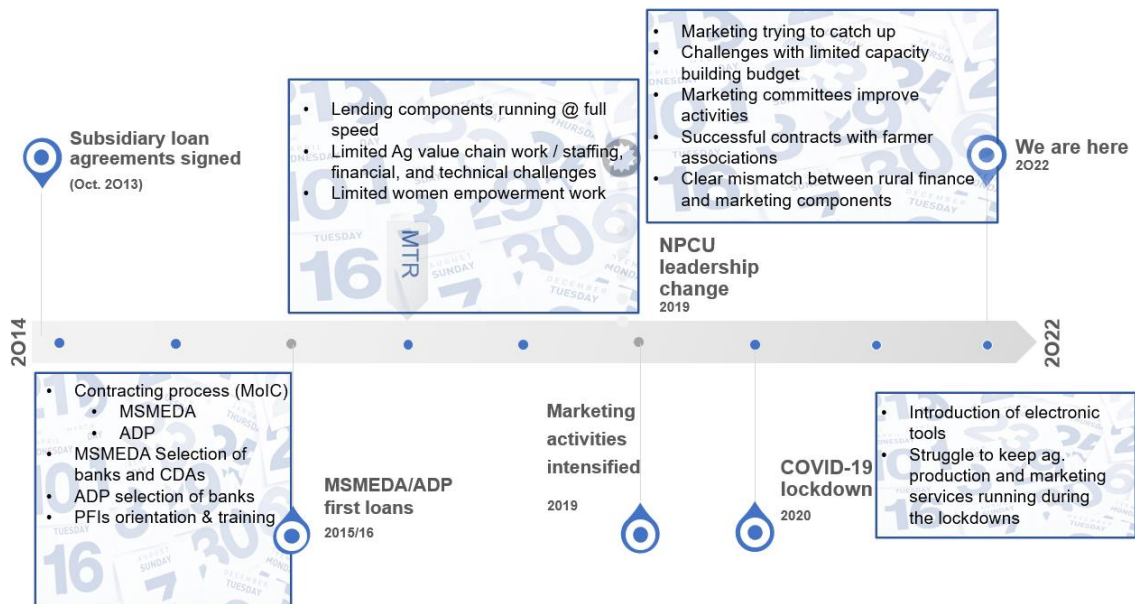 Subsidiary loan
agreements signed
(Oct. 2013)
• Lending components running @ full
speed
• Limited Ag value chain work / staffing,
financial, and technical challenges
• Limited women empowerment work
MTR
• Marketing trying to catch up
• Challenges with limited capacity
building budget
• Marketing committees improve
activities
• Successful contracts with farmer
associations
• Clear mismatch between rural finance
and marketing components
We are here
2022
NPCU
leadership
change
2019
2014
2022
• Contracting process (MoIC)
• MSMEDA
• ADP
• MSMEDA Selection of
banks and CDAs
• ADP selection of banks
• PFIs orientation & training
MSMEDA/ADP
first loans
2015/16
Marketing
activities
intensified
2019
COVID-19
lockdown
2020
• Introduction of electronic
tools
• Struggle to keep ag.
production and marketing
services running during
the lockdowns